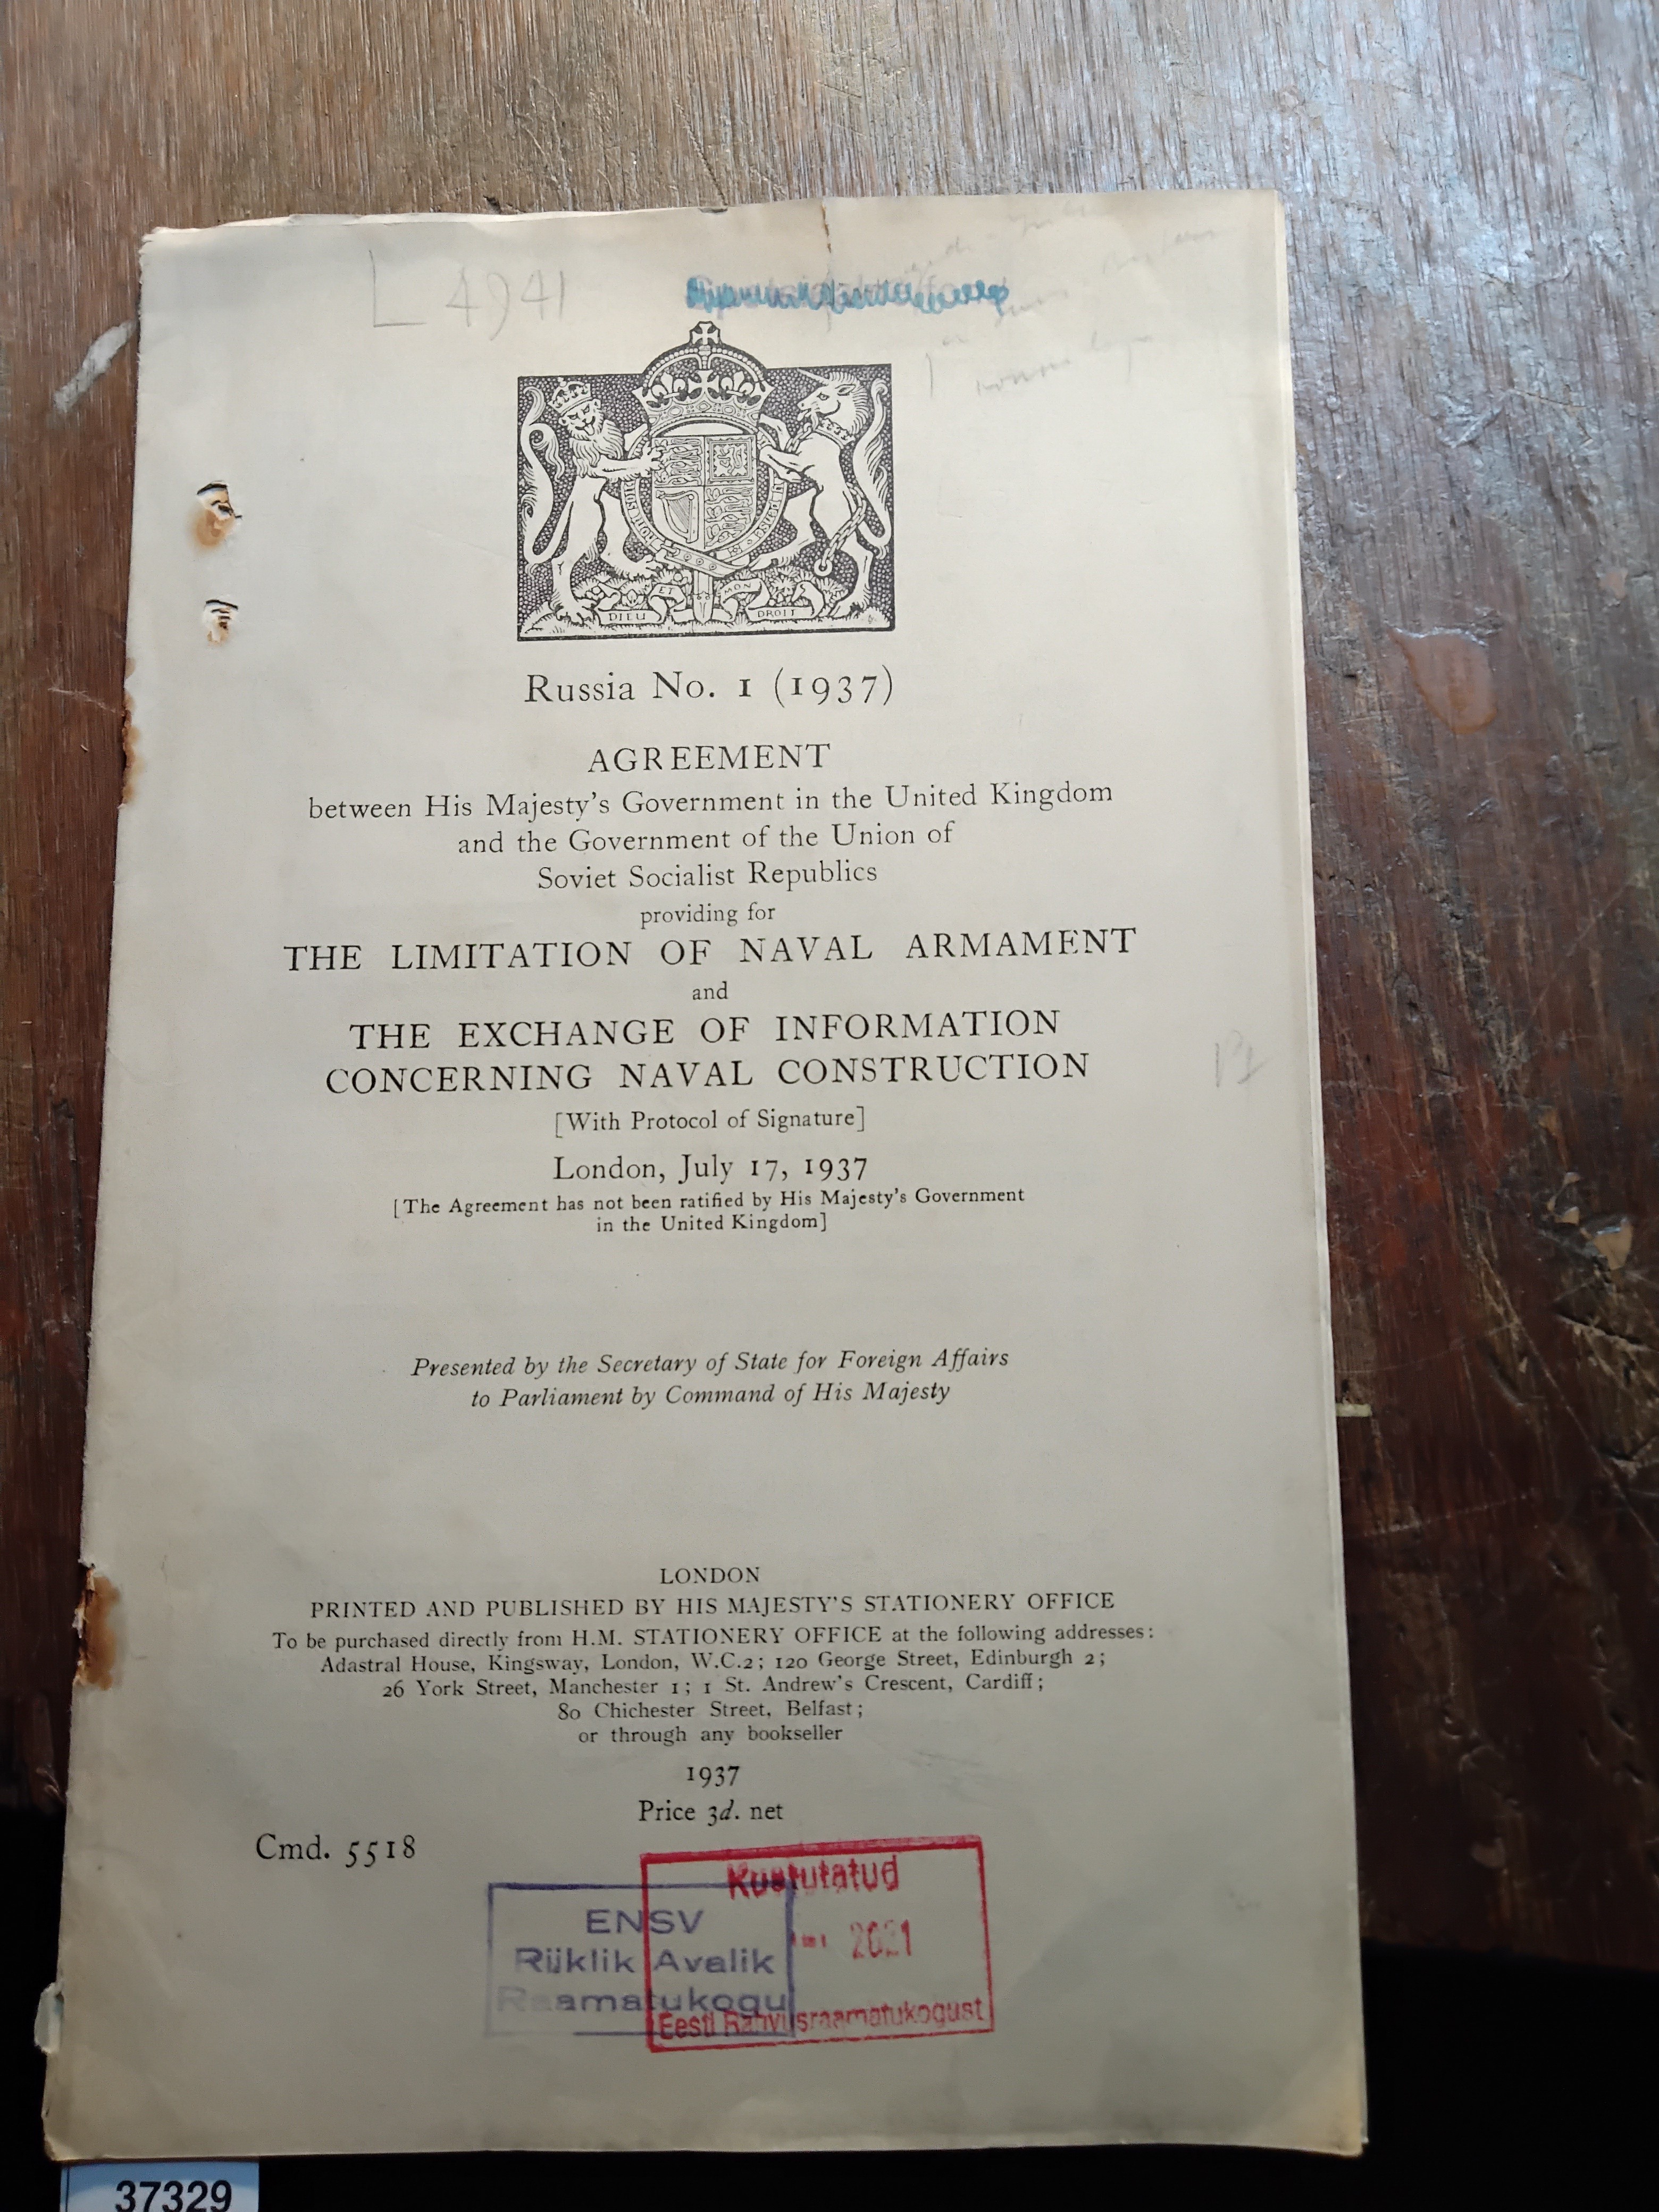 L 4941
DIEU ET MON DROIT
Russia No. 1 (1937)
AGREEMENT
between His Majesty's Government in the United Kingdom
and the Government of the Union of
Soviet Socialist Republics
providing for
THE LIMITATION OF NAVAL ARMAMENT
and
THE EXCHANGE OF INFORMATION
CONCERNING NAVAL CONSTRUCTION
[With Protocol of Signature]
London, July 17, 1937
[The Agreement has not been ratified by His Majesty's Government
in the United Kingdom]
Presented by the Secretary of State for Foreign Affairs
to Parliament by Command of His Majesty
LONDON
PRINTED AND PUBLISHED BY HIS MAJESTY'S STATIONERY OFFICE
To be purchased directly from H.M. STATIONERY OFFICE at the following addresses:
Adastral House, Kingsway, London, W.C.2; 120 George Street, Edinburgh 2;
26 York Street, Manchester 1; 1 St. Andrew's Crescent, Cardiff;
80 Chichester Street, Belfast;
or through any bookseller
1937
Price 3d. net
Cmd. 5518
ENSV
Riiklik Avalik
Raamatukogu
Kustutatud
2021
Eesti Rahvusraamatukogust
37329